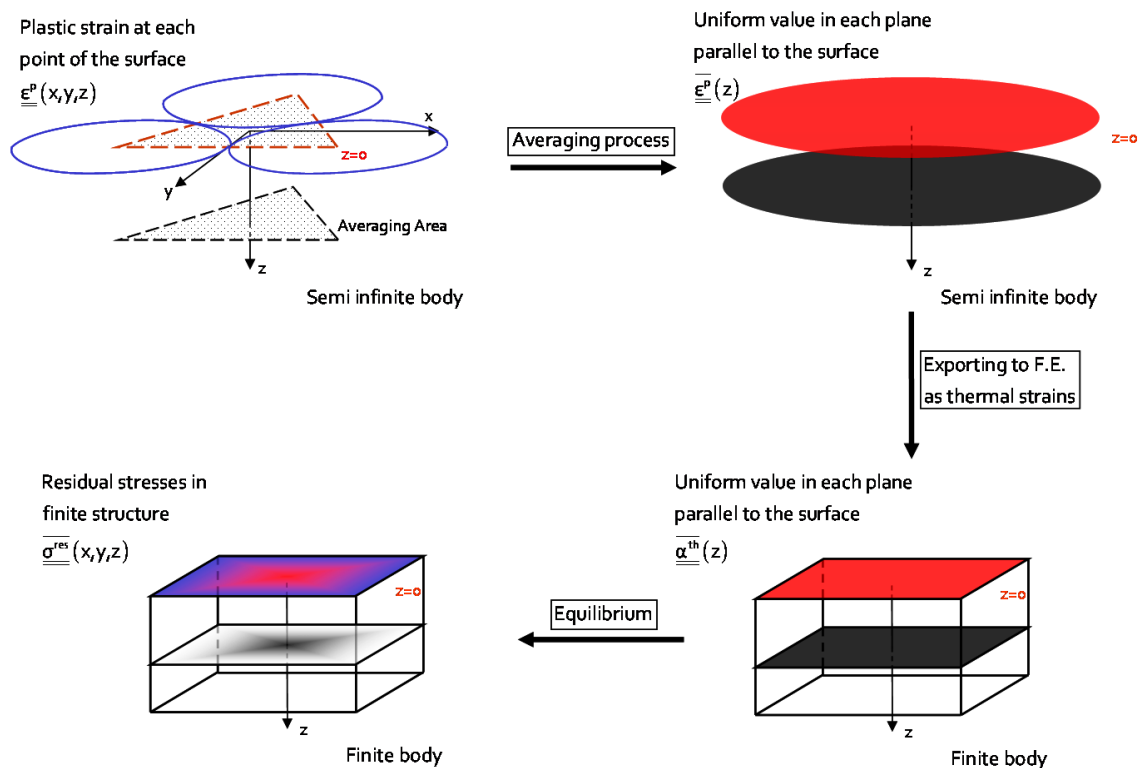 Plastic strain at each
point of the surface
ε^p(x,y,z)
x
z=0
y
Averaging Area
z
Semi infinite body
Averaging process
Uniform value in each plane
parallel to the surface
ε^p(z)
z=0
z
Semi infinite body
Exporting to F.E.
as thermal strains
Uniform value in each plane
parallel to the surface
α^th(z)
z=0
z
Finite body
Equilibrium
Residual stresses in
finite structure
σ^res(x,y,z)
z=0
z
Finite body